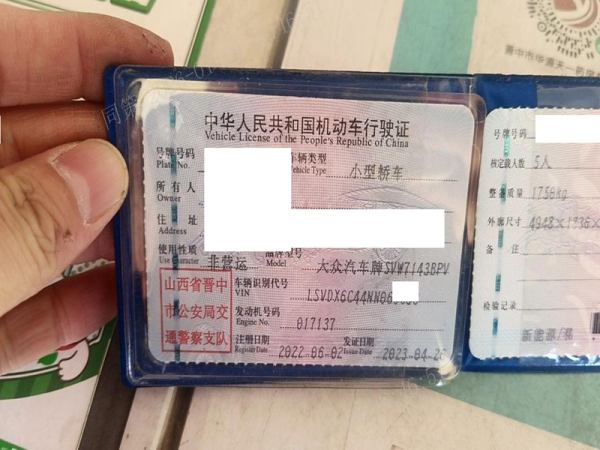 中华人民共和国机动车行驶证
Vehicle License of the People's Republic of China
号牌号码
Plate No.
车辆类型
Vehicle Type
小型轿车
所有人
Owner
住址
Address
使用性质
Use Character
非营运
品牌型号
Model
大众汽车牌SVW7143BPV
山西省晋中
市公安局交
通警察支队
车辆识别代号
VIN
LSVDX6C44NN06
发动机号码
Engine No.
017137
注册日期
Register Date
2022-06-02
发证日期
Issue Date
2023-04-26
号牌号码
核定载人数 5人
整备质量 1758kg
外廓尺寸 4948×1836×
备注
检验记录
新能源/